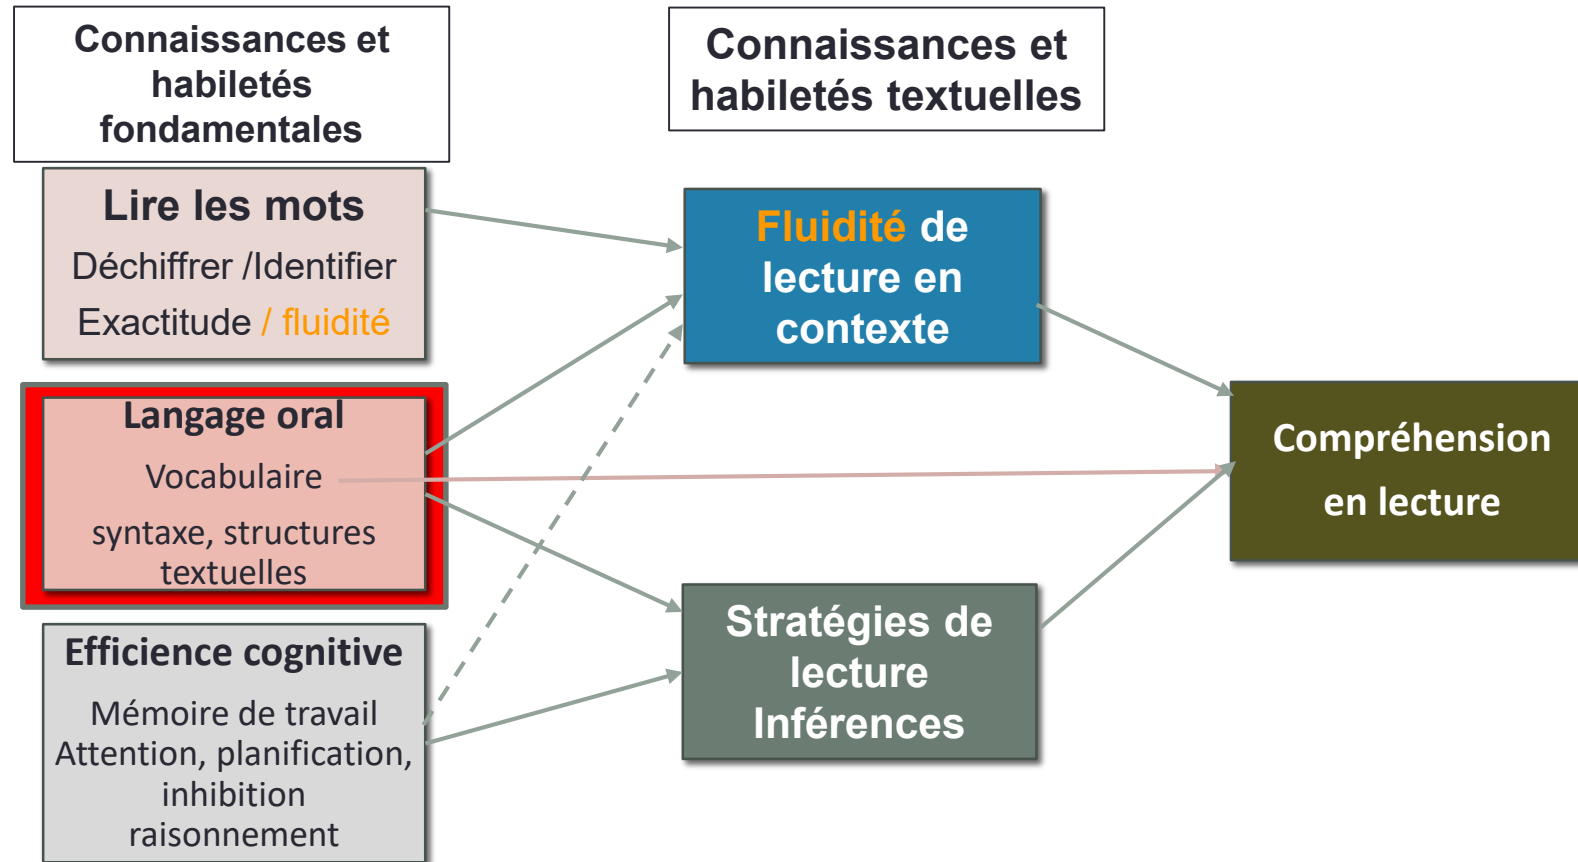 Connaissances et
habiletés
fondamentales
Connaissances et
habiletés textuelles
Lire les mots
Déchiffrer /Identifier
Exactitude / fluidité
Langage oral
Vocabulaire
syntaxe, structures
textuelles
Efficience cognitive
Mémoire de travail
Attention, planification,
inhibition
raisonnement
Fluidité de
lecture en
contexte
Stratégies de
lecture
Inférences
Compréhension
en lecture